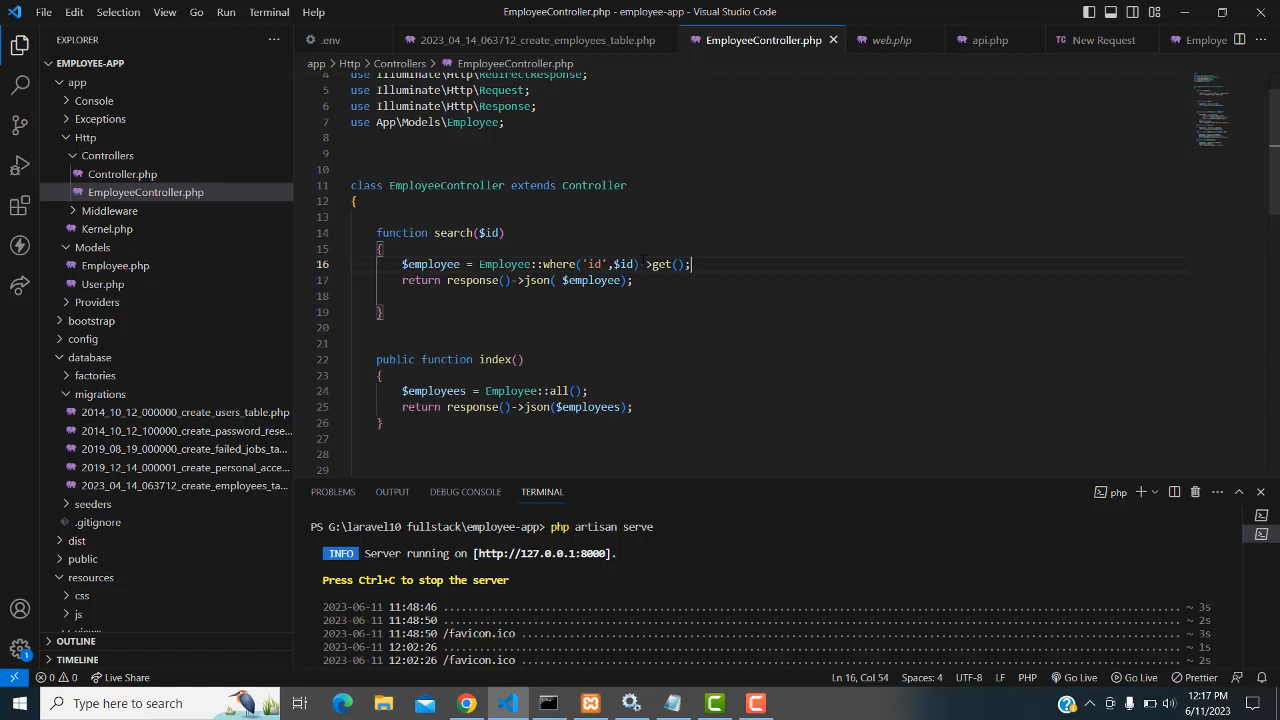 File Edit Selection View Go Run Terminal Help
EmployeeController.php - employee-app - Visual Studio Code
EXPLORER
EMPLOYEE-APP
app
Console
Exceptions
Http
Controllers
Controller.php
EmployeeController.php
Middleware
Kernel.php
Models
Employee.php
User.php
Providers
bootstrap
config
database
factories
migrations
2014_10_12_000000_create_users_table.php
2014_10_12_100000_create_password_rese...
2019_08_19_000000_create_failed_jobs_ta...
2019_12_14_000001_create_personal_acce...
2023_04_14_063712_create_employees_ta...
seeders
.gitignore
dist
public
resources
css
js
views
OUTLINE
TIMELINE
.env 2023_04_14_063712_create_employees_table.php EmployeeController.php web.php api.php New Request Employe
app > Http > Controllers > EmployeeController.php
4 use Illuminate\Http\RedirectResponse;
5 use Illuminate\Http\Request;
6 use Illuminate\Http\Response;
7 use App\Models\Employee;
8
9
10
11 class EmployeeController extends Controller
12 {
13
14 function search($id)
15 {
16 $employee = Employee::where('id',$id)->get();
17 return response()->json( $employee);
18
19 }
20
21
22 public function index()
23 {
24 $employees = Employee::all();
25 return response()->json($employees);
26 }
27
28
29
PROBLEMS OUTPUT DEBUG CONSOLE TERMINAL
php
PS G:\laravel10 fullstack\employee-app> php artisan serve
INFO Server running on [http://127.0.0.1:8000].
Press Ctrl+C to stop the server
2023-06-11 11:48:46 ~ 3s
2023-06-11 11:48:50 ~ 2s
2023-06-11 11:48:50 /favicon.ico ~ 3s
2023-06-11 12:02:26 ~ 1s
2023-06-11 12:02:26 /favicon.ico ~ 2s
0 0 Live Share
Ln 16, Col 54 Spaces: 4 UTF-8 LF PHP Go Live Go Live Prettier
Type here to search
12:17 PM
6/11/2023